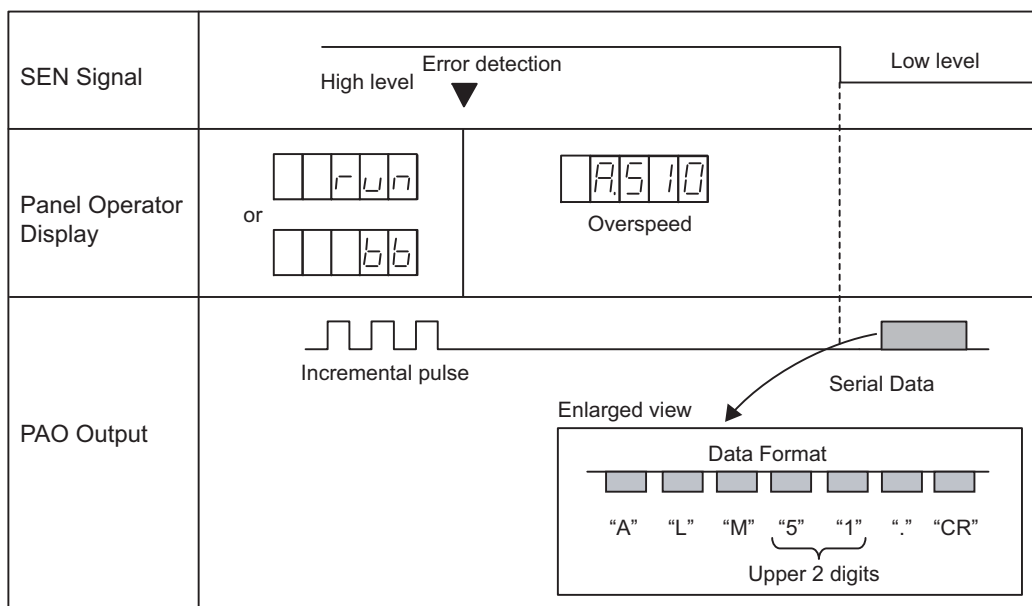 SEN Signal
High level
Error detection
Low level
Panel Operator
Display
run
or
bb
A.510
Overspeed
PAO Output
Incremental pulse
Serial Data
Enlarged view
Data Format
“A” “L” “M” “5” “1” “.” “CR”
Upper 2 digits